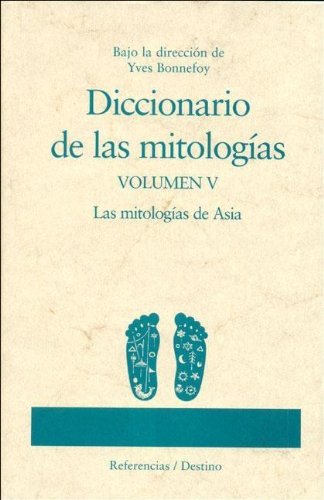 Bajo la dirección de
Yves Bonnefoy
Diccionario
de las mitologías
VOLUMEN V
Las mitologías de Asia
Referencias / Destino